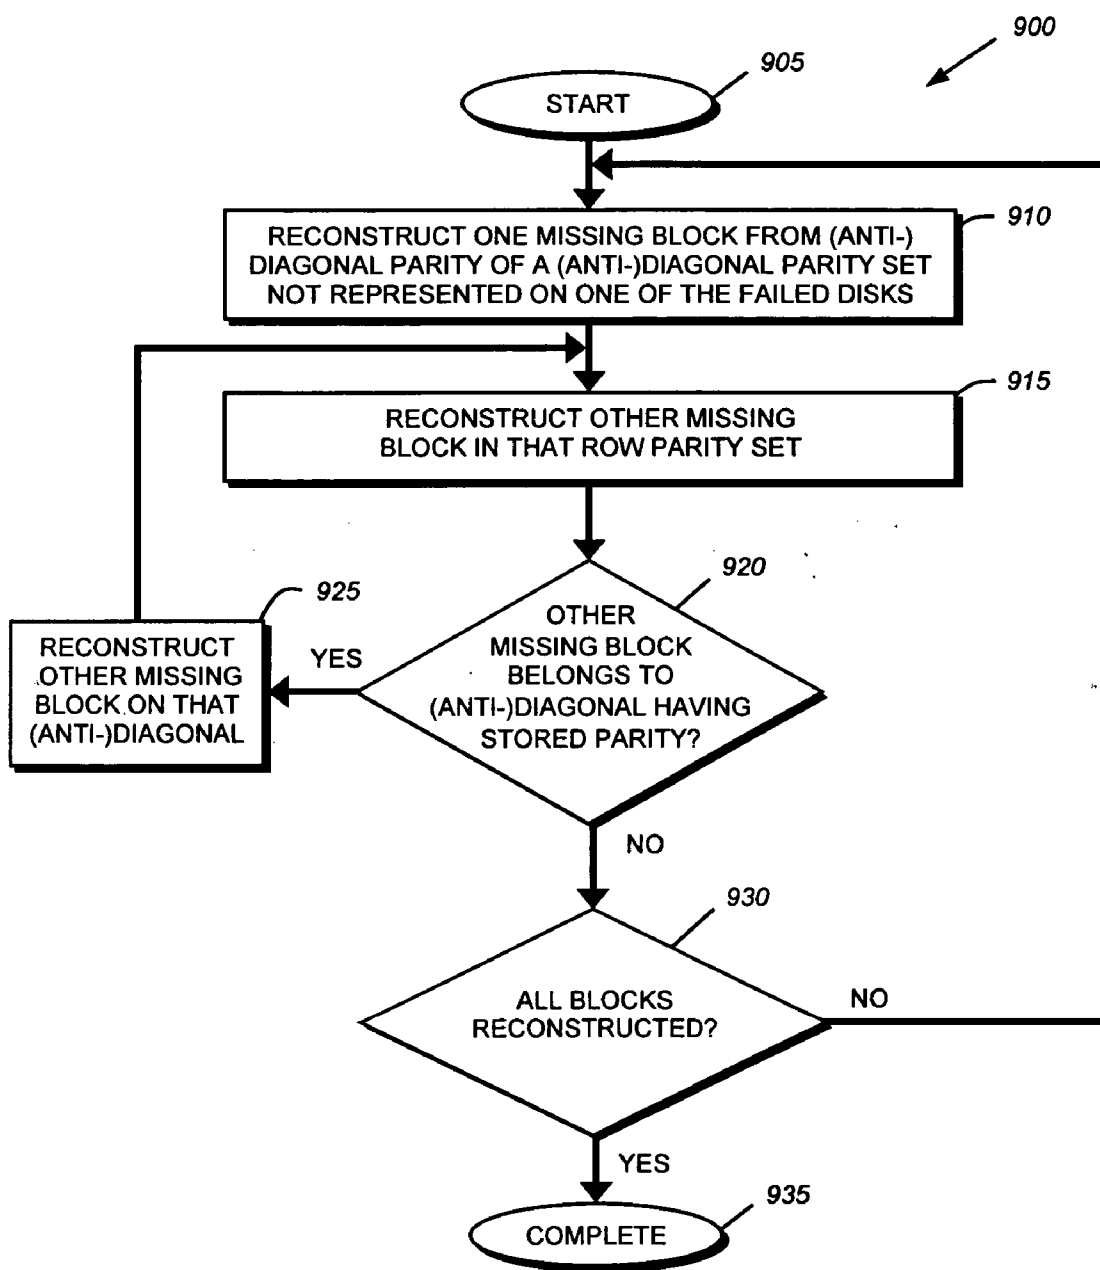 900
905
START
910
RECONSTRUCT ONE MISSING BLOCK FROM (ANTI-)
DIAGONAL PARITY OF A (ANTI-)DIAGONAL PARITY SET
NOT REPRESENTED ON ONE OF THE FAILED DISKS
915
RECONSTRUCT OTHER MISSING
BLOCK IN THAT ROW PARITY SET
920
OTHER
MISSING BLOCK
BELONGS TO
(ANTI-)DIAGONAL HAVING
STORED PARITY?
YES
925
RECONSTRUCT
OTHER MISSING
BLOCK ON THAT
(ANTI-)DIAGONAL
NO
930
ALL BLOCKS
RECONSTRUCTED?
NO
YES
935
COMPLETE